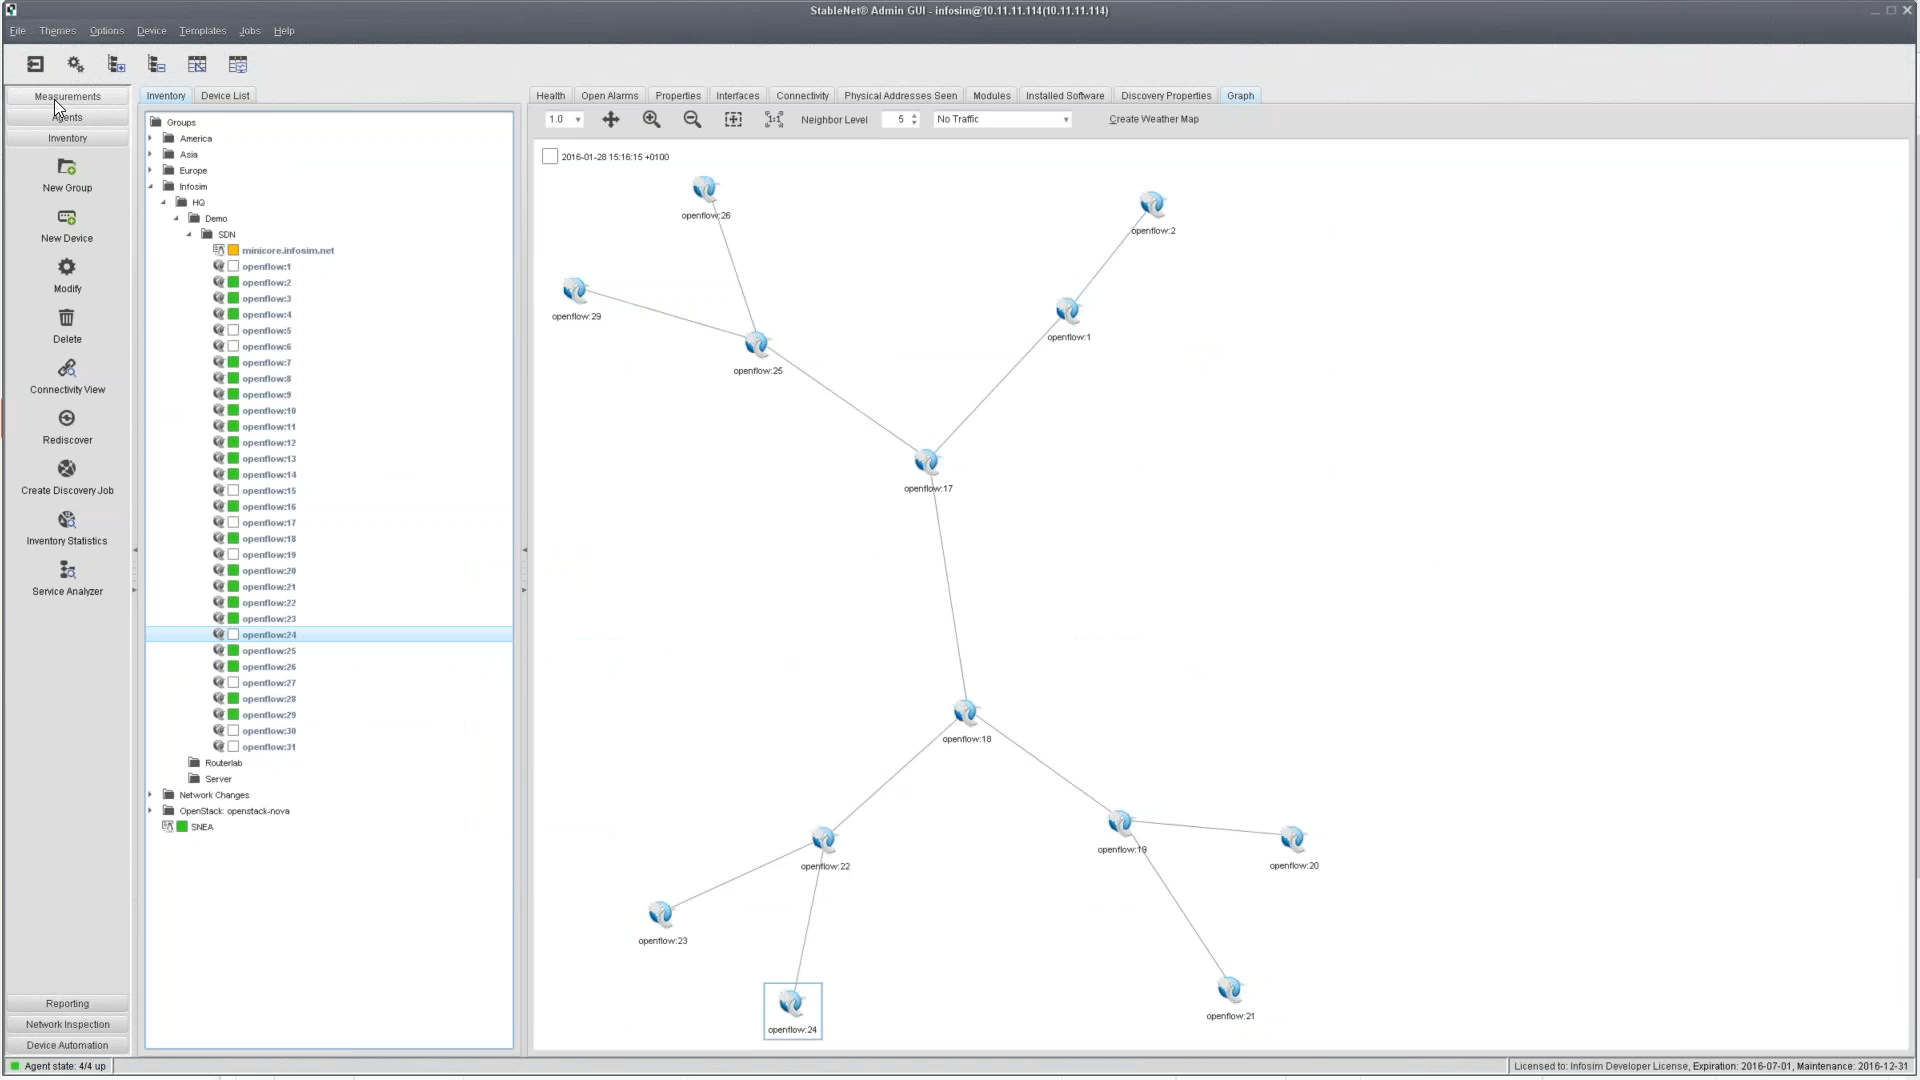 StableNet® Admin GUI - infosim@10.11.11.114(10.11.11.114)
File Themes Options Device Templates Jobs Help
Measurements
Agents
Inventory
New Group
New Device
Modify
Delete
Connectivity View
Rediscover
Create Discovery Job
Inventory Statistics
Service Analyzer
Reporting
Network Inspection
Device Automation
Inventory Device List
Groups
America
Asia
Europe
Infosim
HQ
Demo
SDN
minicore.infosim.net
openflow:1
openflow:2
openflow:3
openflow:4
openflow:5
openflow:6
openflow:7
openflow:8
openflow:9
openflow:10
openflow:11
openflow:12
openflow:13
openflow:14
openflow:15
openflow:16
openflow:17
openflow:18
openflow:19
openflow:20
openflow:21
openflow:22
openflow:23
openflow:24
openflow:25
openflow:26
openflow:27
openflow:28
openflow:29
openflow:30
openflow:31
Routerlab
Server
Network Changes
OpenStack: openstack-nova
SNEA
Health Open Alarms Properties Interfaces Connectivity Physical Addresses Seen Modules Installed Software Discovery Properties Graph
1.0 1:1 Neighbor Level 5 No Traffic Create Weather Map
2016-01-28 15:16:15 +0100
openflow:26
openflow:2
openflow:29
openflow:1
openflow:25
openflow:17
openflow:18
openflow:19
openflow:22
openflow:20
openflow:23
openflow:21
openflow:24
Agent state: 4/4 up
Licensed to: Infosim Developer License, Expiration: 2016-07-01, Maintenance: 2016-12-31